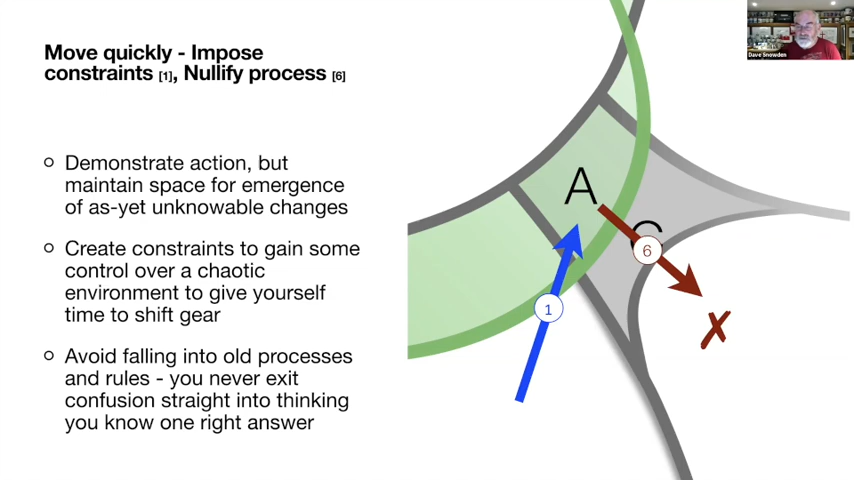 Move quickly - Impose
constraints [1], Nullify process [6]
Demonstrate action, but
maintain space for emergence
of as-yet unknowable changes
Create constraints to gain some
control over a chaotic
environment to give yourself
time to shift gear
Avoid falling into old processes
and rules - you never exit
confusion straight into thinking
you know one right answer
A
C
6
1
X
Dave Snowden